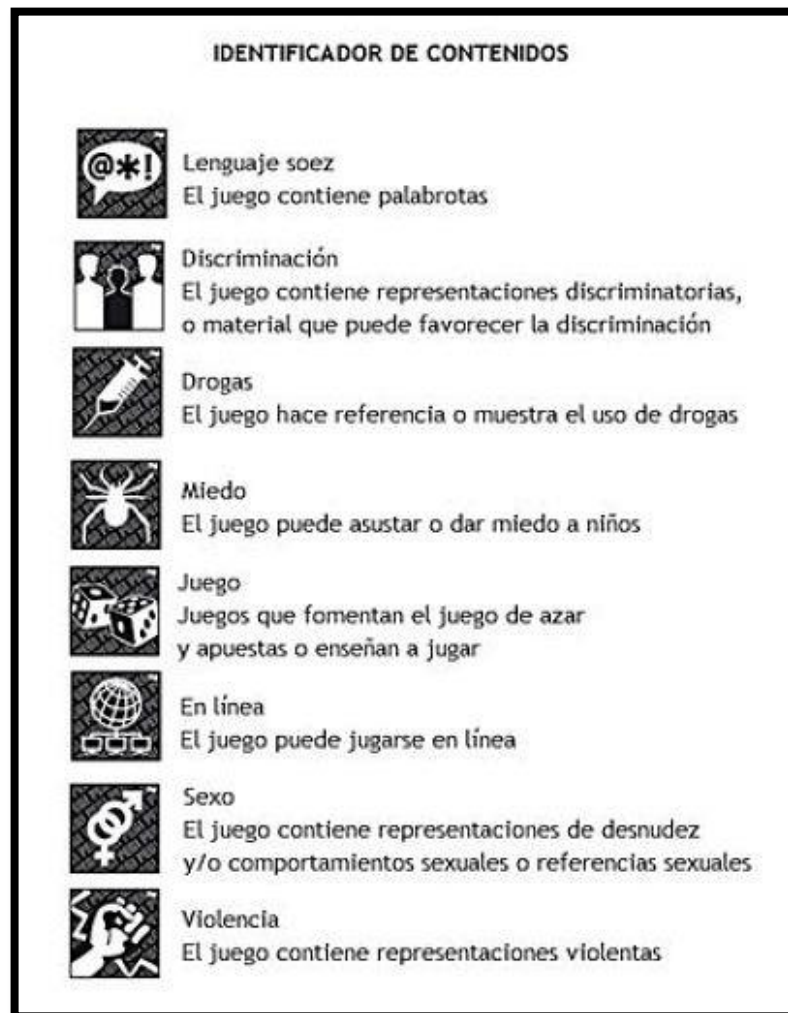 IDENTIFICADOR DE CONTENIDOS
@*!
Lenguaje soez
El juego contiene palabrotas
Discriminación
El juego contiene representaciones discriminatorias,
o material que puede favorecer la discriminación
Drogas
El juego hace referencia o muestra el uso de drogas
Miedo
El juego puede asustar o dar miedo a niños
Juego
Juegos que fomentan el juego de azar
y apuestas o enseñan a jugar
En línea
El juego puede jugarse en línea
Sexo
El juego contiene representaciones de desnudez
y/o comportamientos sexuales o referencias sexuales
Violencia
El juego contiene representaciones violentas